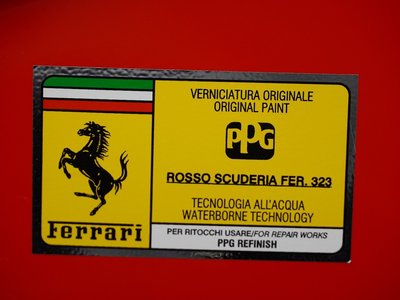 VERNICIATURA ORIGINALE
ORIGINAL PAINT
PPG
ROSSO SCUDERIA FER. 323
TECNOLOGIA ALL'ACQUA
WATERBORNE TECHNOLOGY
PER RITOCCHI USARE/FOR REPAIR WORKS
PPG REFINISH
Ferrari